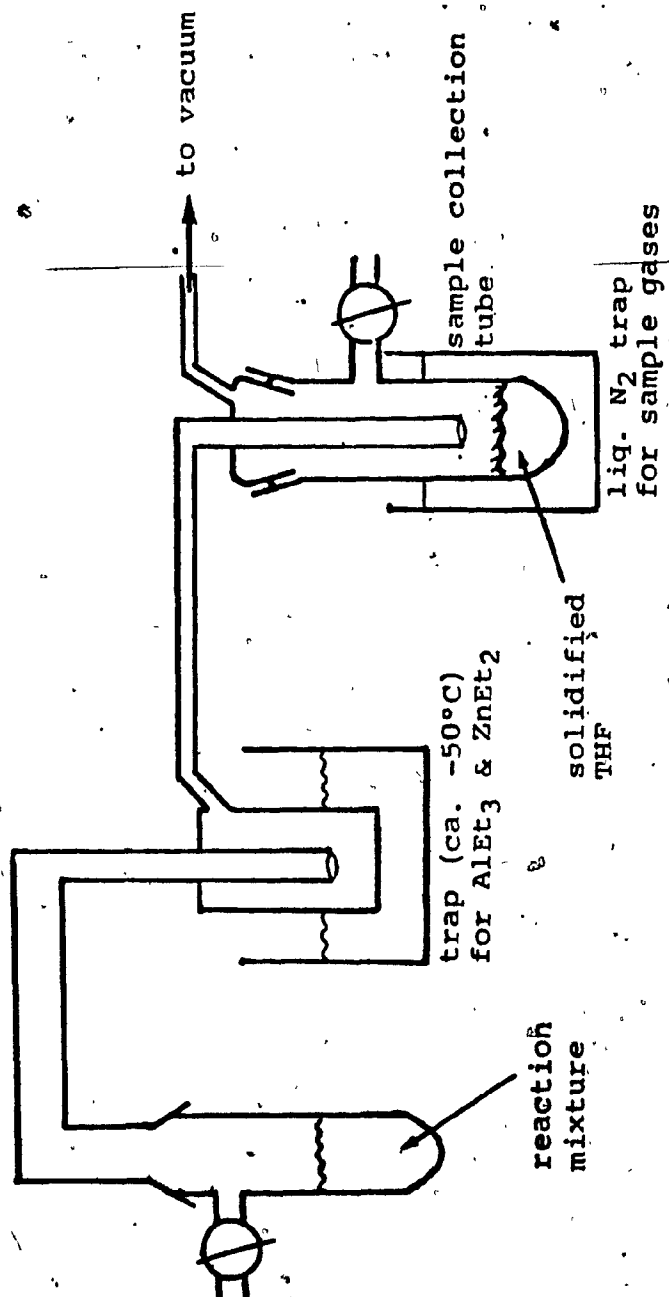 to vacuum
sample collection
tube
liq. N2 trap
for sample gases
solidified
THF
trap (ca. -50°C)
for AlEt3 & ZnEt2
reaction
mixture